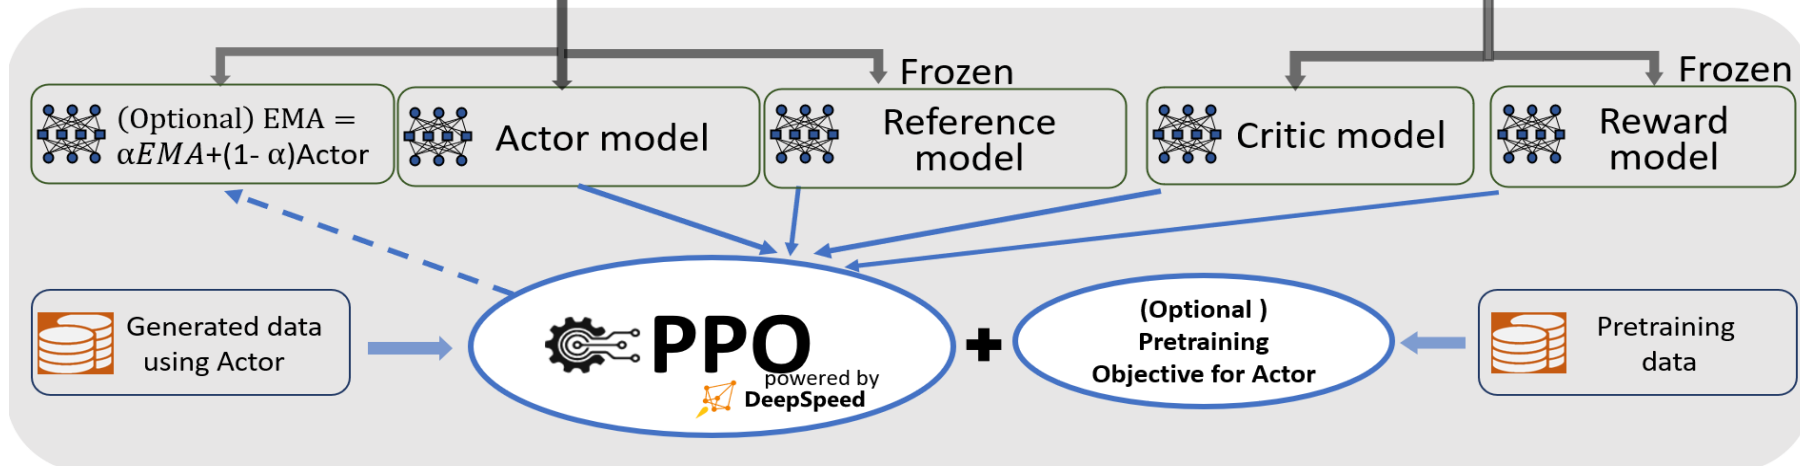 Frozen
Frozen
(Optional) EMA =
αEMA+(1- α)Actor
Actor model
Reference
model
Critic model
Reward
model
Generated data
using Actor
PPO
powered by
DeepSpeed
+
(Optional )
Pretraining
Objective for Actor
Pretraining
data